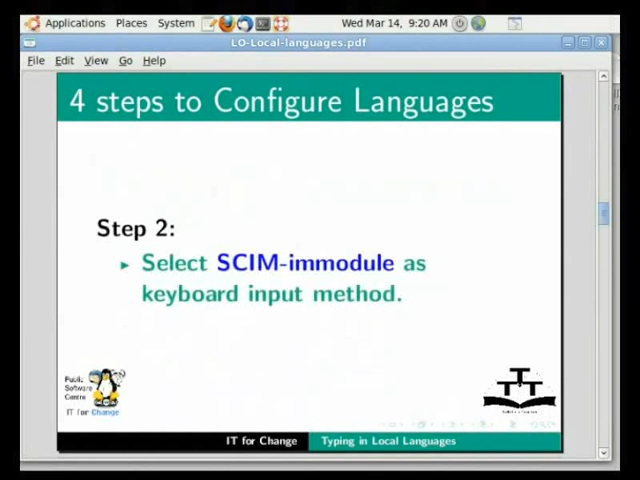 Applications Places System Wed Mar 14, 9:20 AM
LO-Local-languages.pdf
File Edit View Go Help
4 steps to Configure Languages
Step 2:
Select SCIM-immodule as
keyboard input method.
Public
Software
Centre
IT for Change
IT for Change Typing in Local Languages